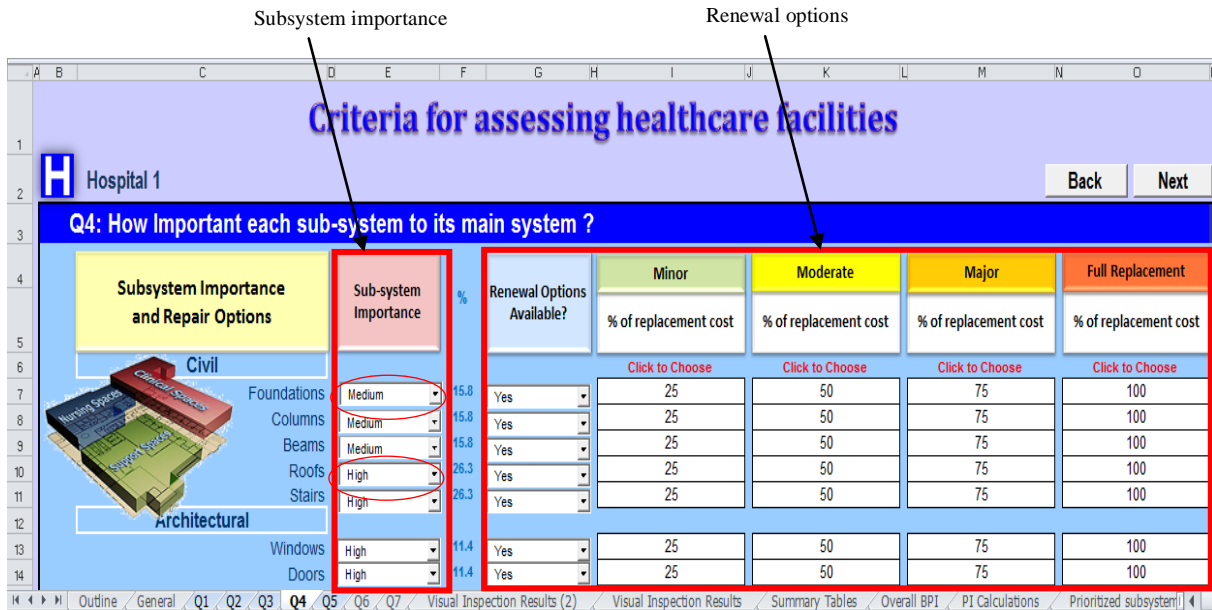 Subsystem importance
Renewal options
A B C D E F G H I J K L M N O
1
Criteria for assessing healthcare facilities
2
H Hospital 1 Back Next
3
Q4: How Important each sub-system to its main system ?
4
Subsystem Importance
and Repair Options
Sub-system
Importance
%
Renewal Options
Available?
Minor Moderate Major Full Replacement
5
% of replacement cost % of replacement cost % of replacement cost % of replacement cost
6 Civil Click to Choose Click to Choose Click to Choose Click to Choose
7 Foundations Medium 15.8 Yes 25 50 75 100
8 Columns Medium 15.8 Yes 25 50 75 100
9 Beams Medium 15.8 Yes 25 50 75 100
10 Roofs High 26.3 Yes 25 50 75 100
11 Stairs High 26.3 Yes 25 50 75 100
Clinical Spaces
Nursing Spaces
Support Spaces
12 Architectural
13 Windows High 11.4 Yes 25 50 75 100
14 Doors High 11.4 Yes 25 50 75 100
Outline General Q1 Q2 Q3 Q4 Q5 Q6 Q7 Visual Inspection Results (2) Visual Inspection Results Summary Tables Overall BPI PI Calculations Prioritized subsystem